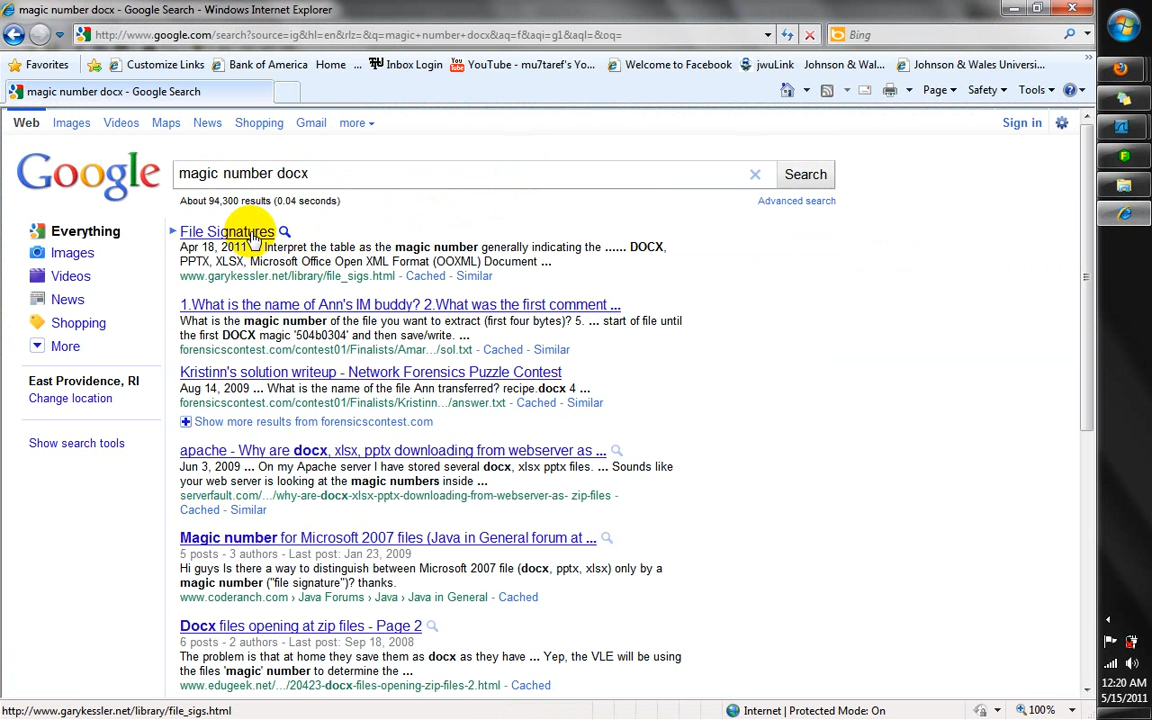 magic number docx - Google Search - Windows Internet Explorer
http://www.google.com/search?source=ig&hl=en&rlz=&q=magic+number+docx&aq=f&aqi=g1&aql=&oq=
Bing
Favorites Customize Links Bank of America Home ... Inbox Login YouTube - mu7taref's Yo... Welcome to Facebook jwuLink Johnson & Wal... Johnson & Wales Universi...
magic number docx - Google Search
Page Safety Tools
Web Images Videos Maps News Shopping Gmail more
Sign in
Google
magic number docx
Search
About 94,300 results (0.04 seconds)
Advanced search
Everything
Images
Videos
News
Shopping
More
East Providence, RI
Change location
Show search tools
File Signatures
Apr 18, 2011 ... Interpret the table as the magic number generally indicating the ...... DOCX,
PPTX, XLSX, Microsoft Office Open XML Format (OOXML) Document ...
www.garykessler.net/library/file_sigs.html - Cached - Similar
1.What is the name of Ann's IM buddy? 2.What was the first comment ...
What is the magic number of the file you want to extract (first four bytes)? 5. ... start of file until
the first DOCX magic '504b0304' and then save/write. ...
forensicscontest.com/contest01/Finalists/Amar.../sol.txt - Cached - Similar
Kristinn's solution writeup - Network Forensics Puzzle Contest
Aug 14, 2009 ... What is the name of the file Ann transferred? recipe.docx 4 ...
forensicscontest.com/contest01/Finalists/Kristinn.../answer.txt - Cached - Similar
Show more results from forensicscontest.com
apache - Why are docx, xlsx, pptx downloading from webserver as ...
Jun 3, 2009 ... On my Apache server I have stored several docx, xlsx pptx files. ... Sounds like
your web server is looking at the magic numbers inside ...
serverfault.com/.../why-are-docx-xlsx-pptx-downloading-from-webserver-as- zip-files -
Cached - Similar
Magic number for Microsoft 2007 files (Java in General forum at ...
5 posts - 3 authors - Last post: Jan 23, 2009
Hi guys Is there a way to distinguish between Microsoft 2007 file (docx, pptx, xlsx) only by a
magic number ("file signature")? thanks.
www.coderanch.com › Java Forums › Java › Java in General - Cached
Docx files opening at zip files - Page 2
6 posts - 2 authors - Last post: Sep 18, 2008
The problem is that at home they save them as docx as they have ... Yep, the VLE will be using
the files 'magic' number to determine the ...
www.edugeek.net/.../20423-docx-files-opening-zip-files-2.html - Cached
http://www.garykessler.net/library/file_sigs.html
Internet | Protected Mode: On
100%
12:20 AM
5/15/2011